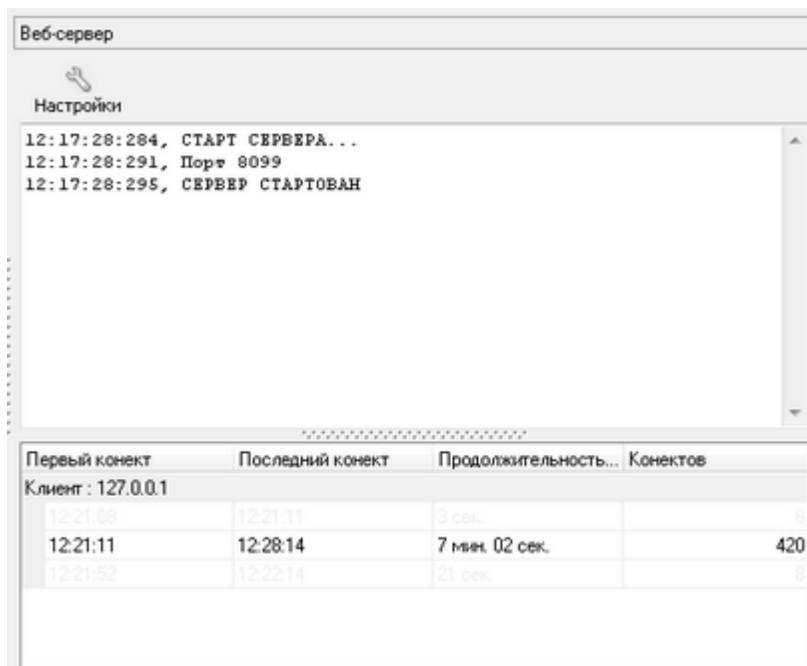 Веб-сервер
Настройки
12:17:28:284, СТАРТ СЕРВЕРА...
12:17:28:291, Порт 8099
12:17:28:295, СЕРВЕР СТАРТОВАН
Первый конект Последний конект Продолжительность... Конектов
Клиент : 127.0.0.1
12:21:08 12:21:11 3 сек. 6
12:21:11 12:28:14 7 мин. 02 сек. 420
12:21:52 12:22:14 21 сек. 8